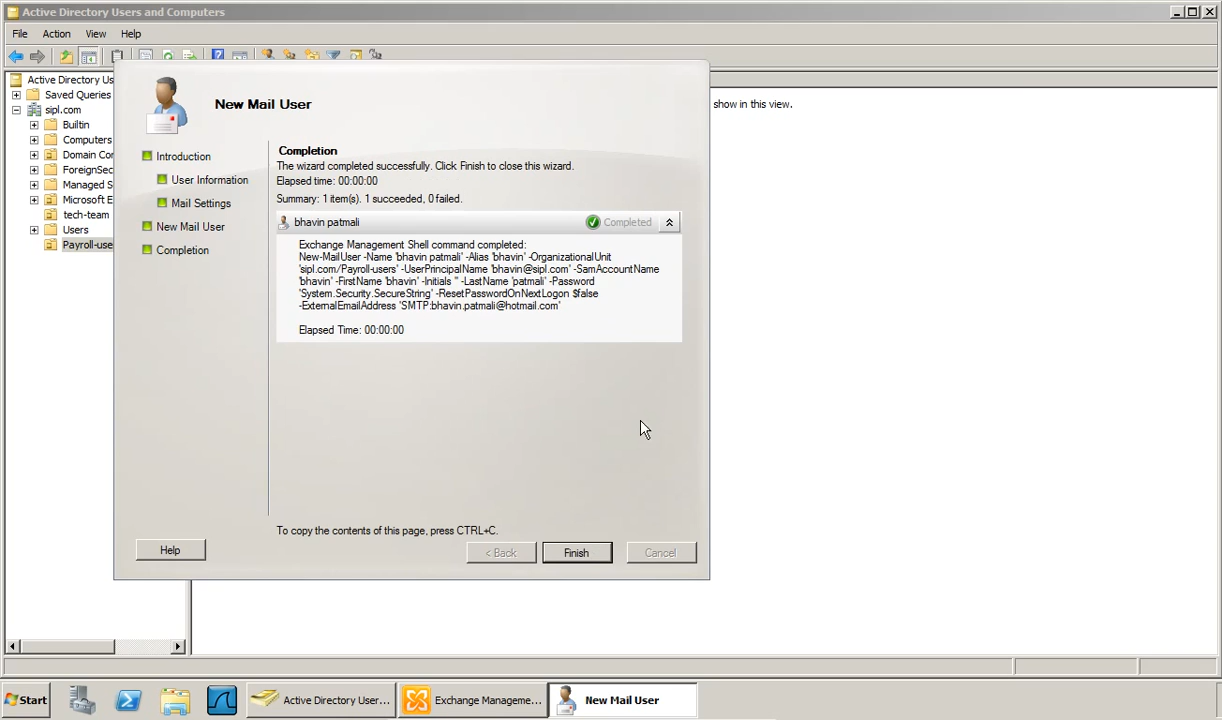 Active Directory Users and Computers
File Action View Help
Active Directory Us
Saved Queries
sipl.com
Builtin
Computers
Domain Con
ForeignSec
Managed S
Microsoft E
tech-team
Users
Payroll-use
show in this view.
New Mail User
Introduction
User Information
Mail Settings
New Mail User
Completion
Completion
The wizard completed successfully. Click Finish to close this wizard.
Elapsed time: 00:00:00
Summary: 1 item(s). 1 succeeded, 0 failed.
bhavin patmali Completed
Exchange Management Shell command completed:
New-MailUser -Name 'bhavin patmali' -Alias 'bhavin' -OrganizationalUnit
'sipl.com/Payroll-users' -UserPrincipalName 'bhavin@sipl.com' -SamAccountName
'bhavin' -FirstName 'bhavin' -Initials '' -LastName 'patmali' -Password
'System.Security.SecureString' -ResetPasswordOnNextLogon $false
-ExternalEmailAddress 'SMTP:bhavin.patmali@hotmail.com'
Elapsed Time: 00:00:00
To copy the contents of this page, press CTRL+C.
Help < Back Finish Cancel
Start Active Directory User... Exchange Manageme... New Mail User